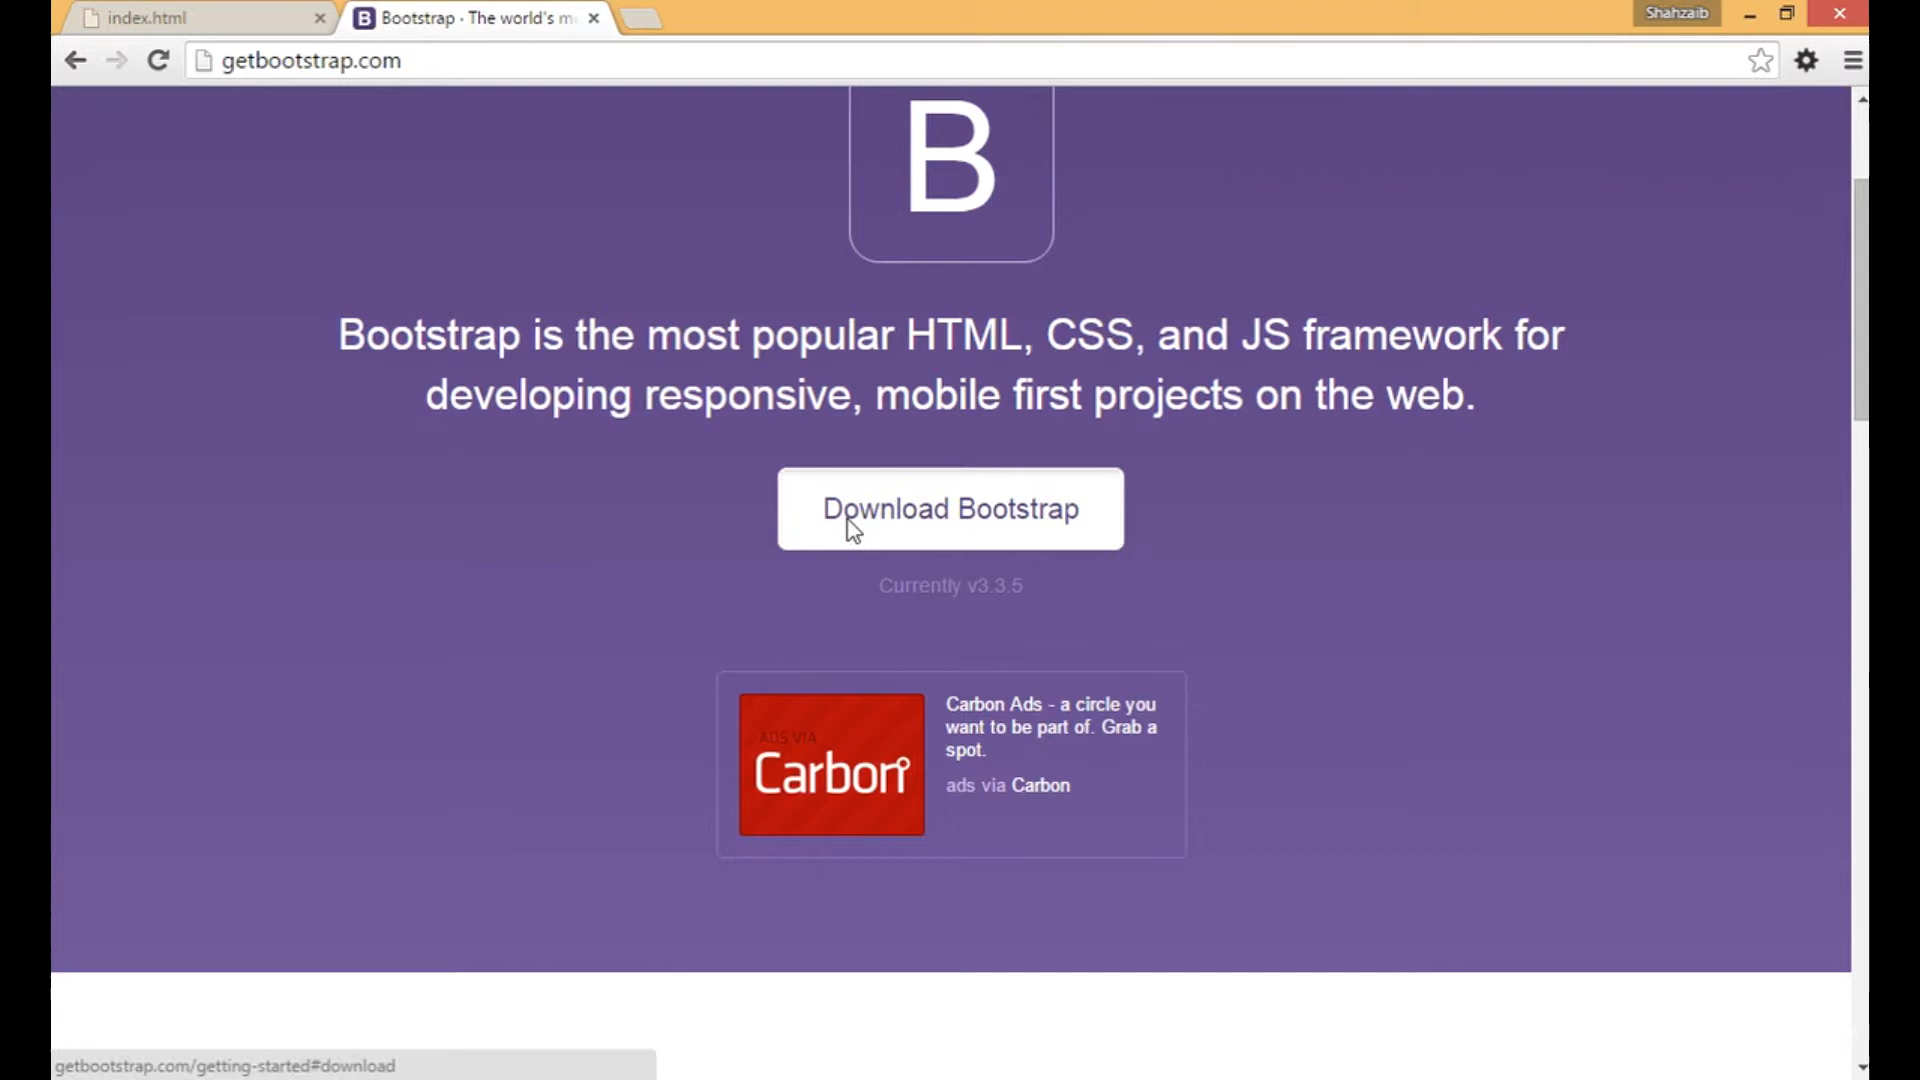 index.html
Bootstrap · The world's m
Shahzaib
getbootstrap.com
B
Bootstrap is the most popular HTML, CSS, and JS framework for
developing responsive, mobile first projects on the web.
Download Bootstrap
Currently v3.3.5
ADS VIA
Carbon
Carbon Ads - a circle you
want to be part of. Grab a
spot.
ads via Carbon
getbootstrap.com/getting-started#download